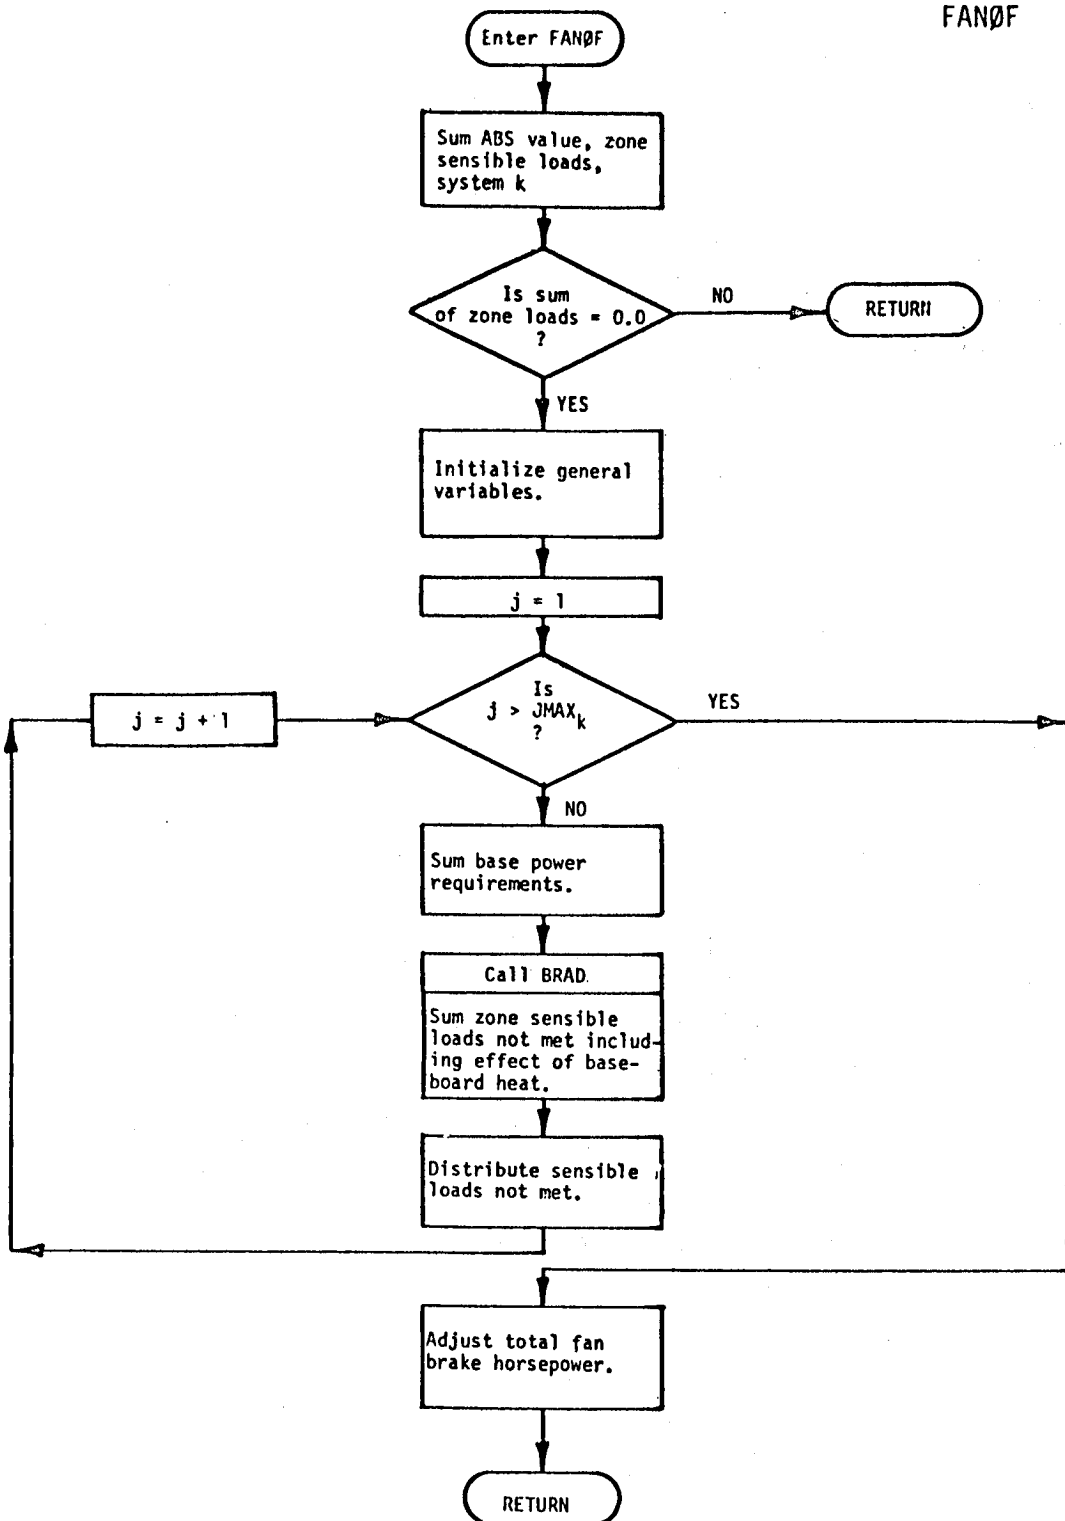 FANØF
Enter FANØF
Sum ABS value, zone
sensible loads,
system k
Is sum
of zone loads = 0.0
?
NO
RETURN
YES
Initialize general
variables.
j = 1
Is
j > JMAXk
?
YES
j = j + 1
NO
Sum base power
requirements.
Call BRAD
Sum zone sensible
loads not met includ-
ing effect of base-
board heat.
Distribute sensible
loads not met.
Adjust total fan
brake horsepower.
RETURN